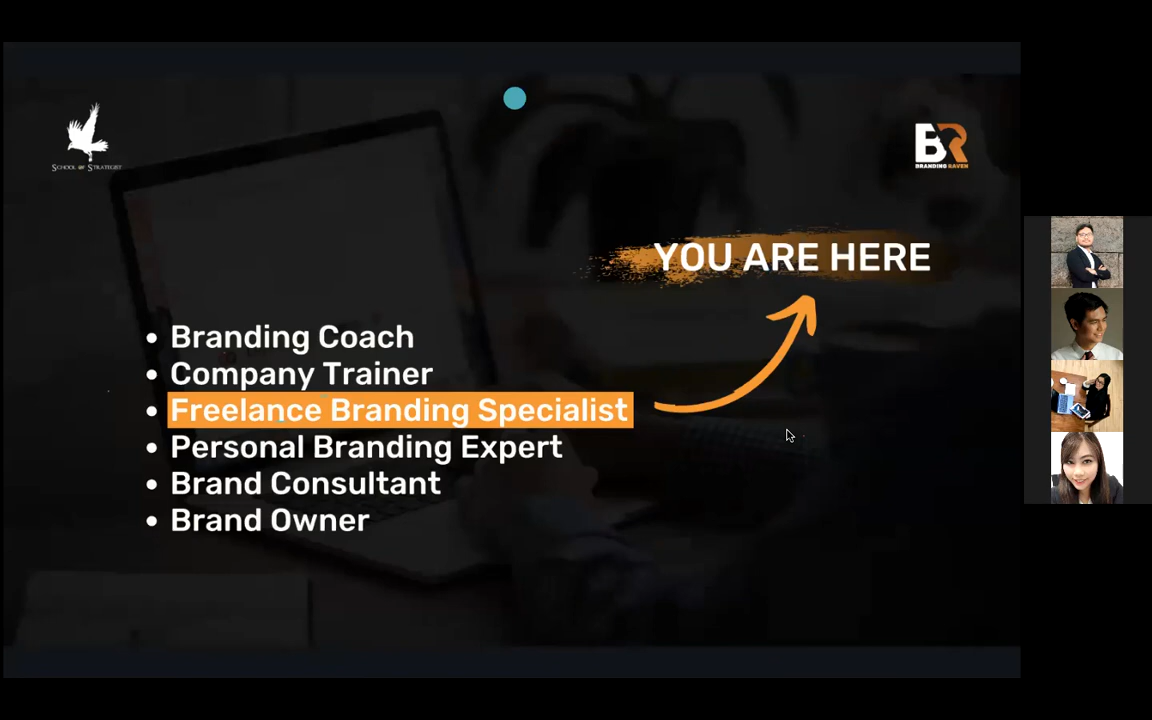 SCHOOL OF STRATEGIST
BR
BRANDING RAVEN
YOU ARE HERE
• Branding Coach
• Company Trainer
• Freelance Branding Specialist
• Personal Branding Expert
• Brand Consultant
• Brand Owner